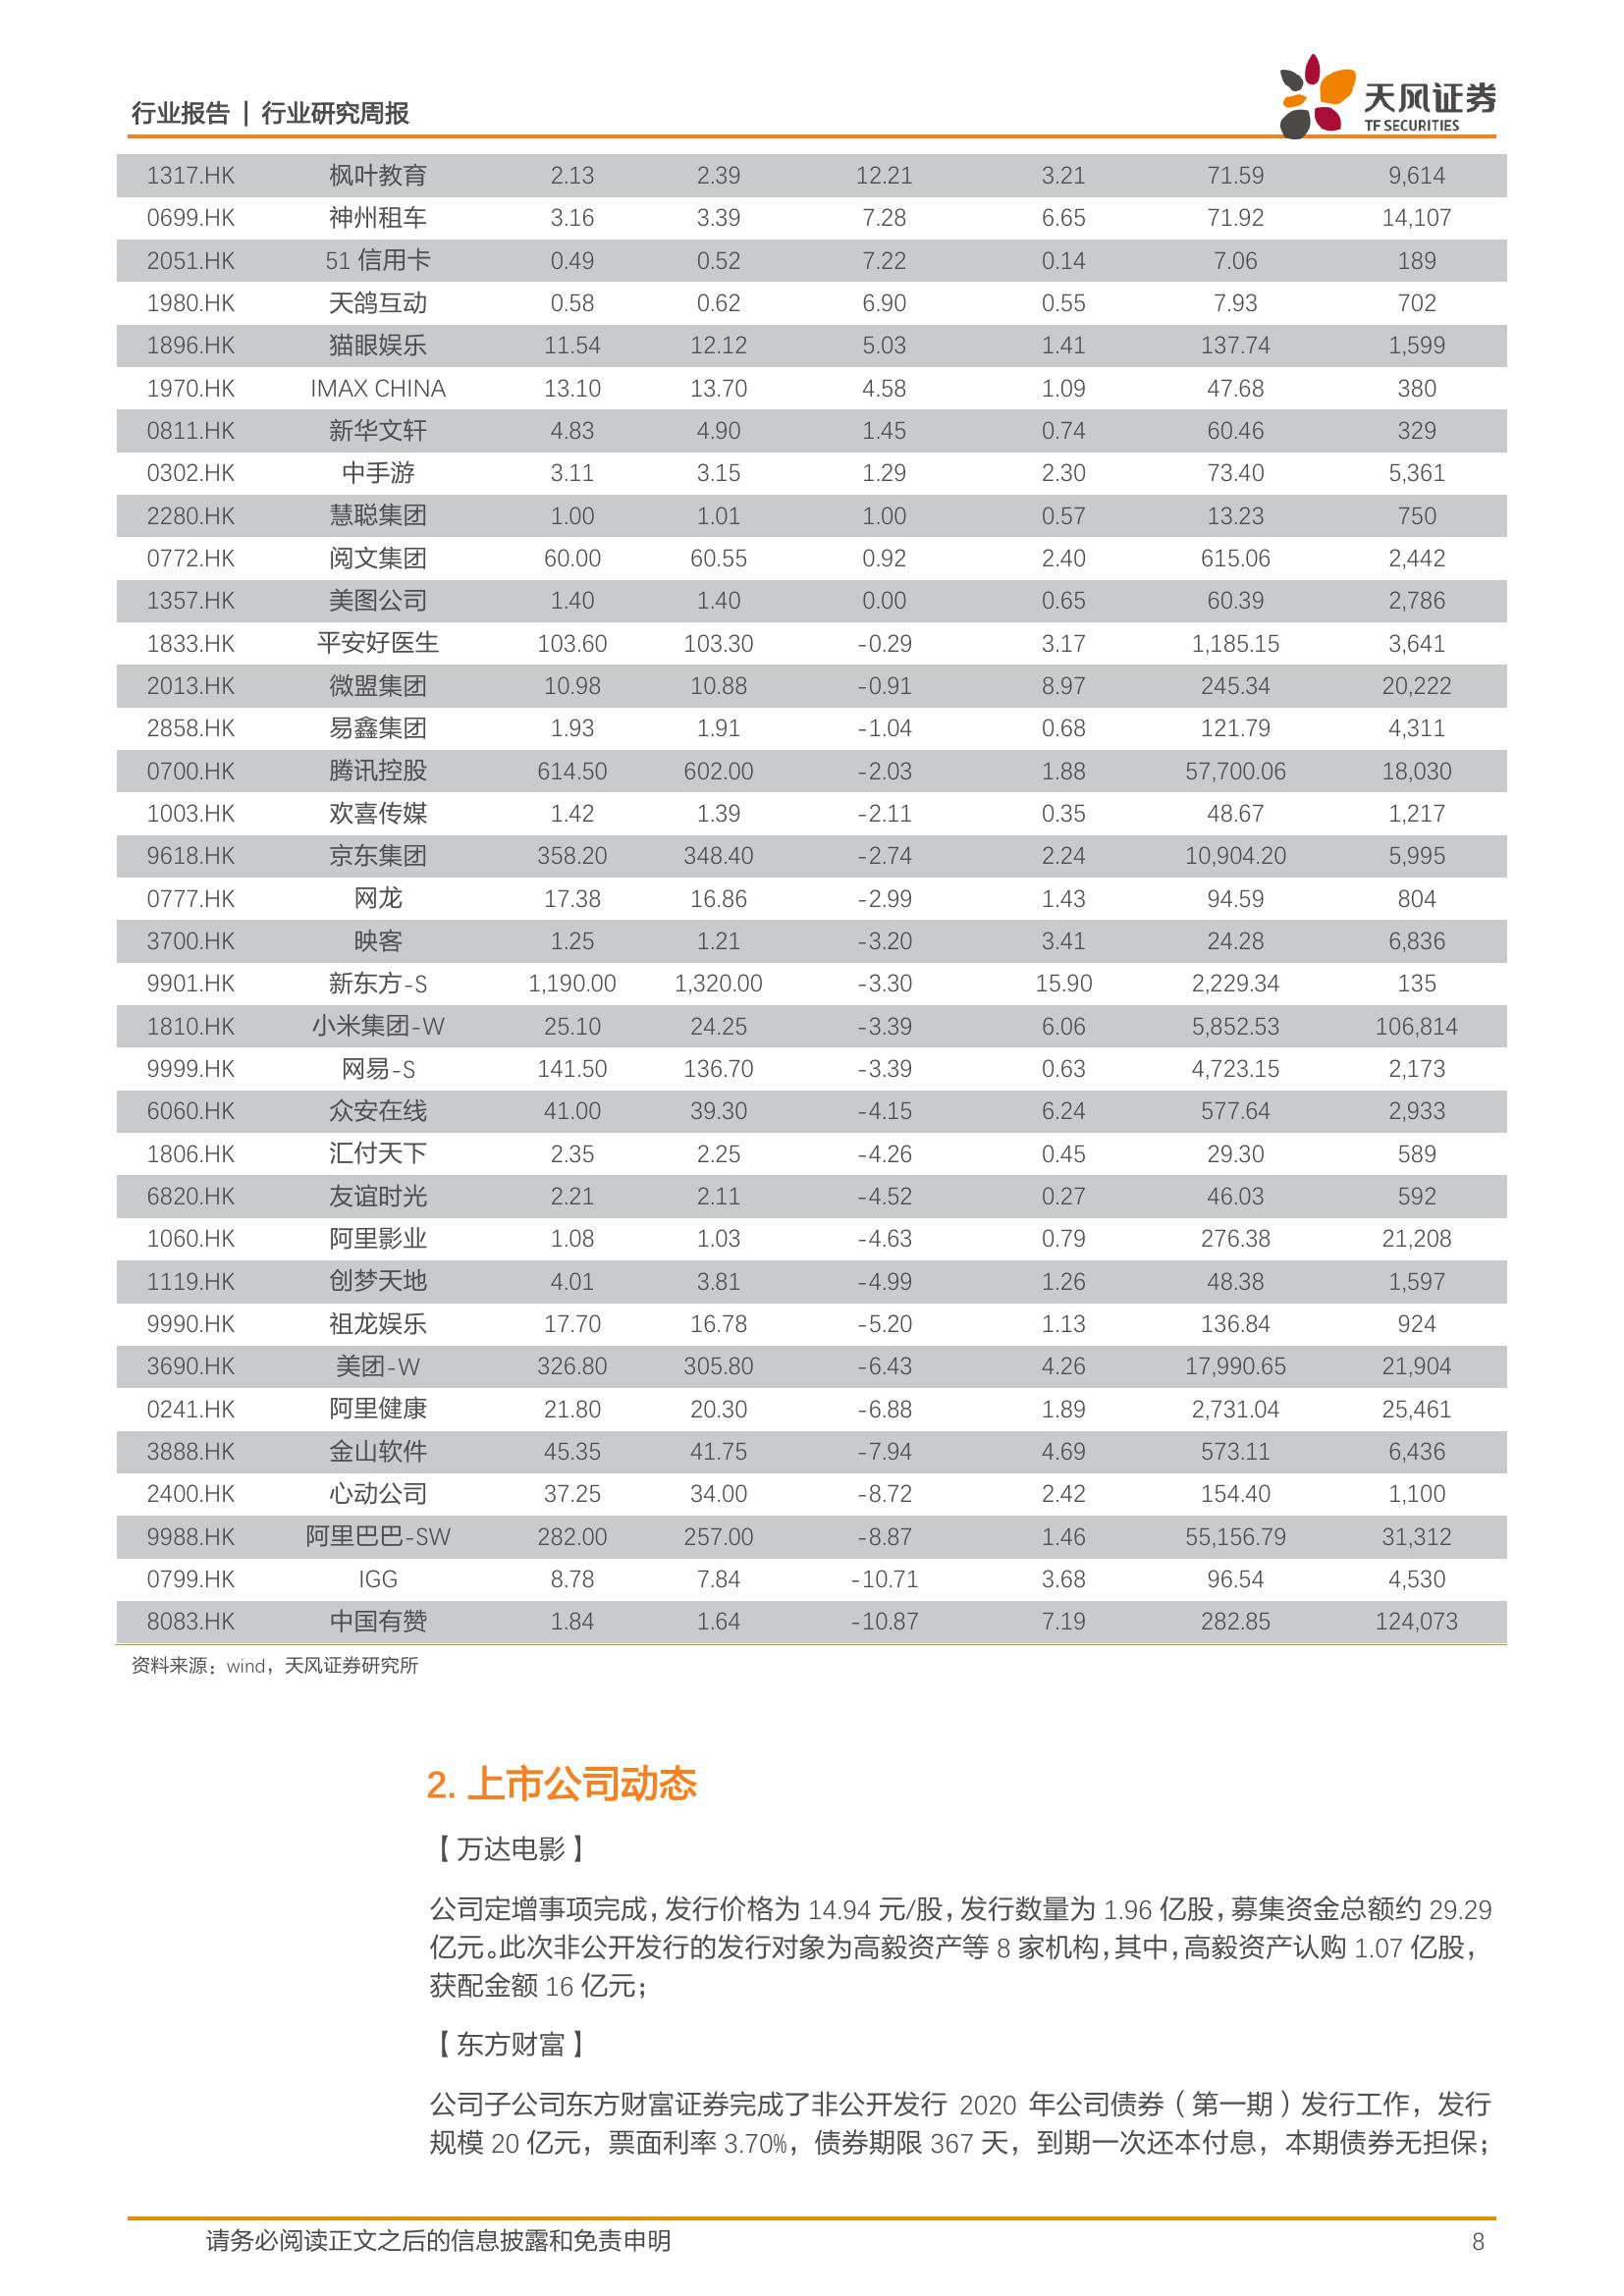 行业报告 | 行业研究周报
天风证券
TF SECURITIES
1317.HK 枫叶教育 2.13 2.39 12.21 3.21 71.59 9,614
0699.HK 神州租车 3.16 3.39 7.28 6.65 71.92 14,107
2051.HK 51 信用卡 0.49 0.52 7.22 0.14 7.06 189
1980.HK 天鸽互动 0.58 0.62 6.90 0.55 7.93 702
1896.HK 猫眼娱乐 11.54 12.12 5.03 1.41 137.74 1,599
1970.HK IMAX CHINA 13.10 13.70 4.58 1.09 47.68 380
0811.HK 新华文轩 4.83 4.90 1.45 0.74 60.46 329
0302.HK 中手游 3.11 3.15 1.29 2.30 73.40 5,361
2280.HK 慧聪集团 1.00 1.01 1.00 0.57 13.23 750
0772.HK 阅文集团 60.00 60.55 0.92 2.40 615.06 2,442
1357.HK 美图公司 1.40 1.40 0.00 0.65 60.39 2,786
1833.HK 平安好医生 103.60 103.30 -0.29 3.17 1,185.15 3,641
2013.HK 微盟集团 10.98 10.88 -0.91 8.97 245.34 20,222
2858.HK 易鑫集团 1.93 1.91 -1.04 0.68 121.79 4,311
0700.HK 腾讯控股 614.50 602.00 -2.03 1.88 57,700.06 18,030
1003.HK 欢喜传媒 1.42 1.39 -2.11 0.35 48.67 1,217
9618.HK 京东集团 358.20 348.40 -2.74 2.24 10,904.20 5,995
0777.HK 网龙 17.38 16.86 -2.99 1.43 94.59 804
3700.HK 映客 1.25 1.21 -3.20 3.41 24.28 6,836
9901.HK 新东方-S 1,190.00 1,320.00 -3.30 15.90 2,229.34 135
1810.HK 小米集团-W 25.10 24.25 -3.39 6.06 5,852.53 106,814
9999.HK 网易-S 141.50 136.70 -3.39 0.63 4,723.15 2,173
6060.HK 众安在线 41.00 39.30 -4.15 6.24 577.64 2,933
1806.HK 汇付天下 2.35 2.25 -4.26 0.45 29.30 589
6820.HK 友谊时光 2.21 2.11 -4.52 0.27 46.03 592
1060.HK 阿里影业 1.08 1.03 -4.63 0.79 276.38 21,208
1119.HK 创梦天地 4.01 3.81 -4.99 1.26 48.38 1,597
9990.HK 祖龙娱乐 17.70 16.78 -5.20 1.13 136.84 924
3690.HK 美团-W 326.80 305.80 -6.43 4.26 17,990.65 21,904
0241.HK 阿里健康 21.80 20.30 -6.88 1.89 2,731.04 25,461
3888.HK 金山软件 45.35 41.75 -7.94 4.69 573.11 6,436
2400.HK 心动公司 37.25 34.00 -8.72 2.42 154.40 1,100
9988.HK 阿里巴巴-SW 282.00 257.00 -8.87 1.46 55,156.79 31,312
0799.HK IGG 8.78 7.84 -10.71 3.68 96.54 4,530
8083.HK 中国有赞 1.84 1.64 -10.87 7.19 282.85 124,073
资料来源：wind，天风证券研究所
2. 上市公司动态
【万达电影】
公司定增事项完成，发行价格为 14.94 元/股，发行数量为 1.96 亿股，募集资金总额约 29.29
亿元。此次非公开发行的发行对象为高毅资产等 8 家机构，其中，高毅资产认购 1.07 亿股，
获配金额 16 亿元；
【东方财富】
公司子公司东方财富证券完成了非公开发行 2020 年公司债券（第一期）发行工作，发行
规模 20 亿元，票面利率 3.70%，债券期限 367 天，到期一次还本付息，本期债券无担保；
请务必阅读正文之后的信息披露和免责申明 8